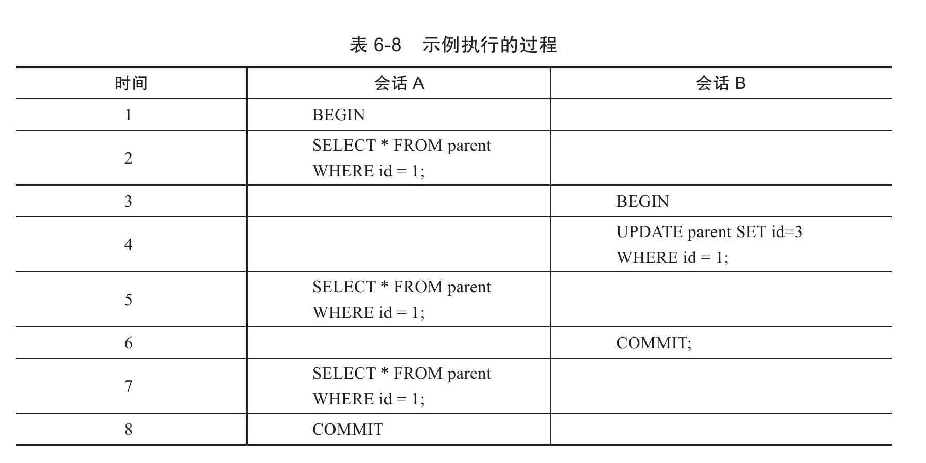 表 6-8 示例执行的过程
时间 会话 A 会话 B
1 BEGIN
2 SELECT * FROM parent
WHERE id = 1;
3 BEGIN
4 UPDATE parent SET id=3
WHERE id = 1;
5 SELECT * FROM parent
WHERE id = 1;
6 COMMIT;
7 SELECT * FROM parent
WHERE id = 1;
8 COMMIT